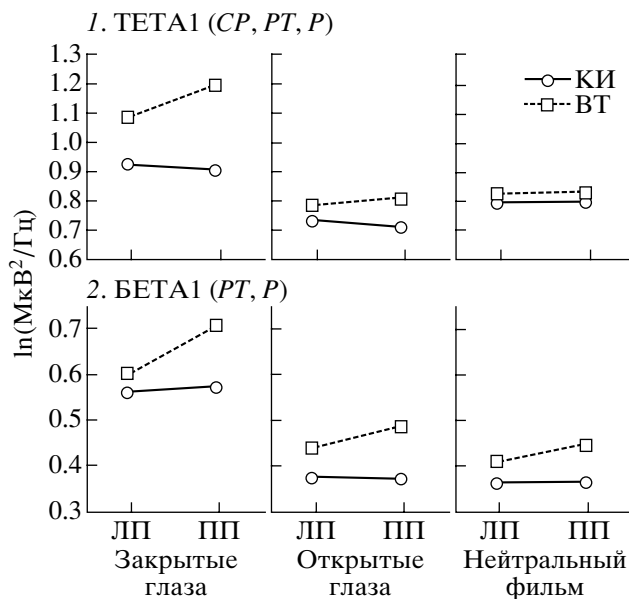 1. ТЕТА1 (CP, PT, P)
1.3
1.2
1.1
1.0
0.9
0.8
0.7
0.6
КИ
ВТ
ln(МкВ²/Гц)
2. БЕТА1 (PT, P)
0.7
0.6
0.5
0.4
0.3
ЛП ПП ЛП ПП ЛП ПП
Закрытые Открытые Нейтральный
глаза глаза фильм